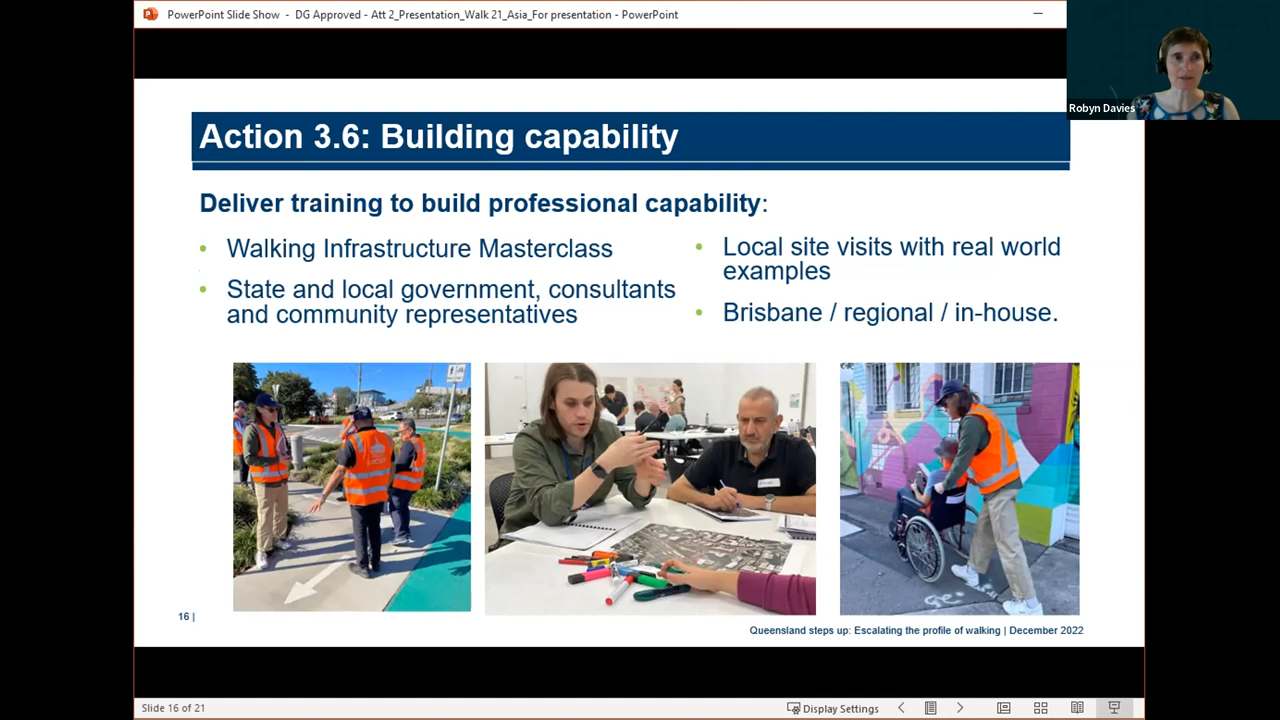 PowerPoint Slide Show - DG Approved - Att 2_Presentation_Walk 21_Asia_For presentation - PowerPoint
Robyn Davies
Action 3.6: Building capability
Deliver training to build professional capability:
• Walking Infrastructure Masterclass
• State and local government, consultants
and community representatives
• Local site visits with real world
examples
• Brisbane / regional / in-house.
16 |
Queensland steps up: Escalating the profile of walking | December 2022
Slide 16 of 21
Display Settings